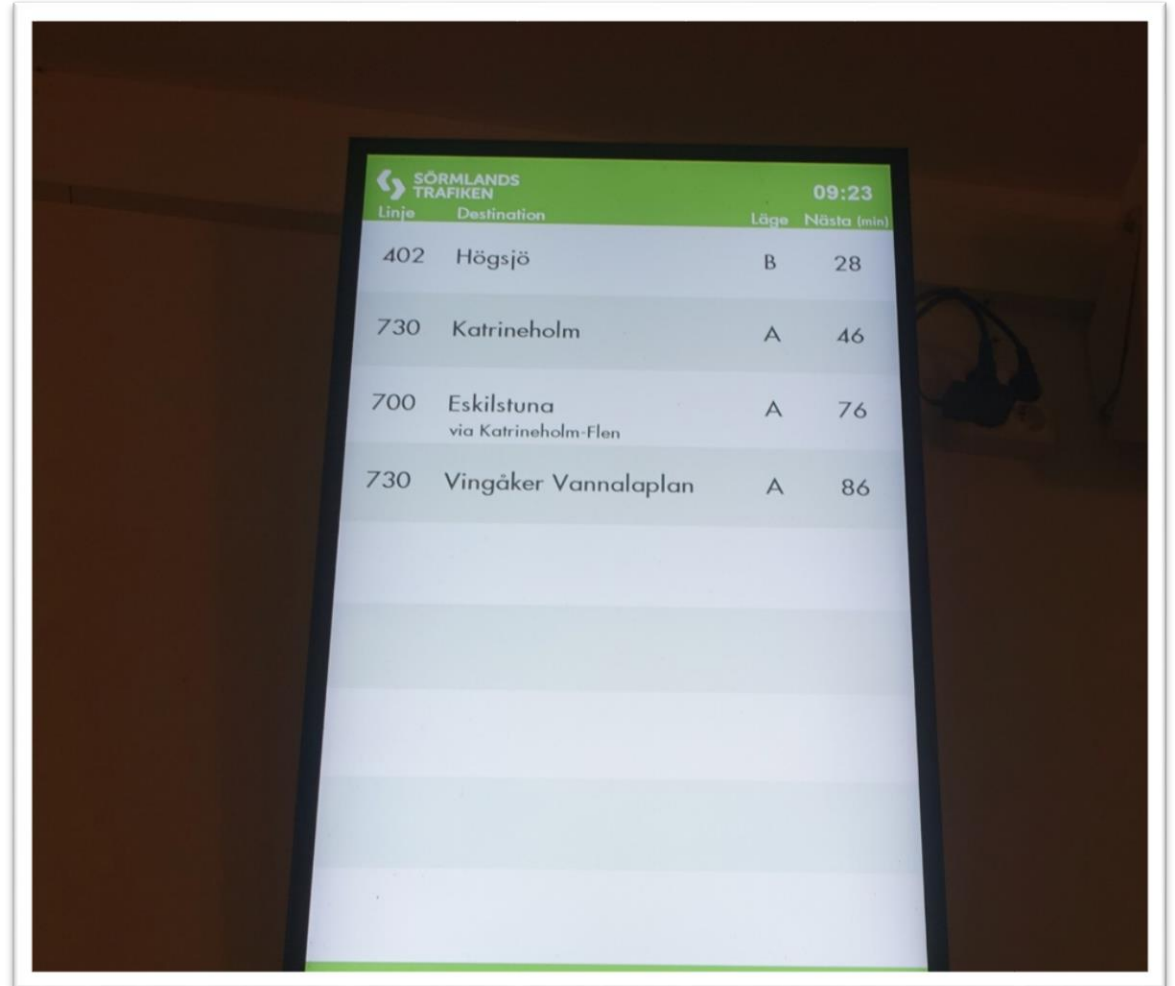 SÖRMLANDS
TRAFIKEN
09:23
Linje Destination Läge Nästa (min)
402 Högsjö B 28
730 Katrineholm A 46
700 Eskilstuna A 76
via Katrineholm-Flen
730 Vingåker Vannalaplan A 86